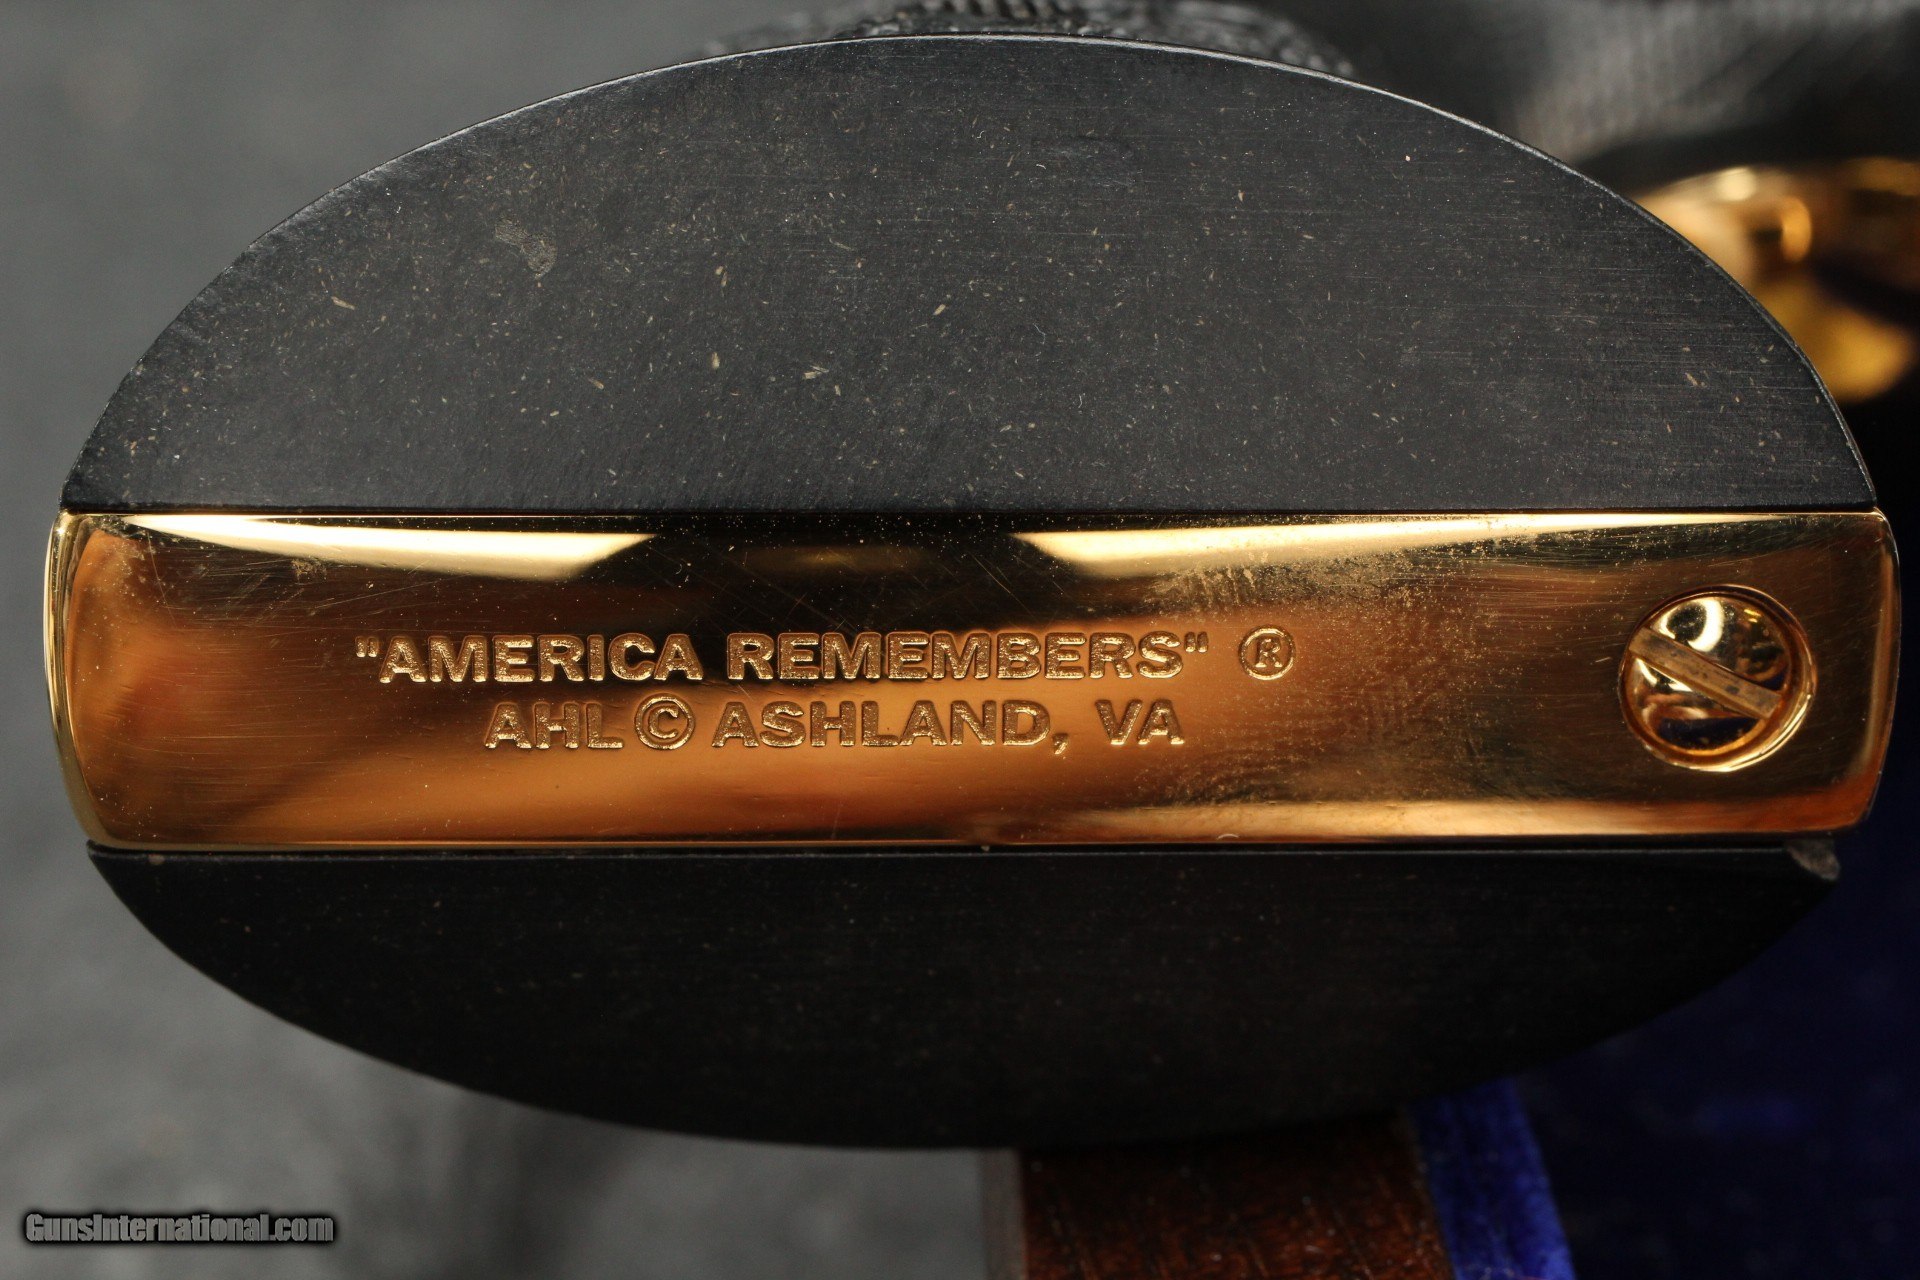 "AMERICA REMEMBERS" ®
AHL © ASHLAND, VA
GunsInternational.com